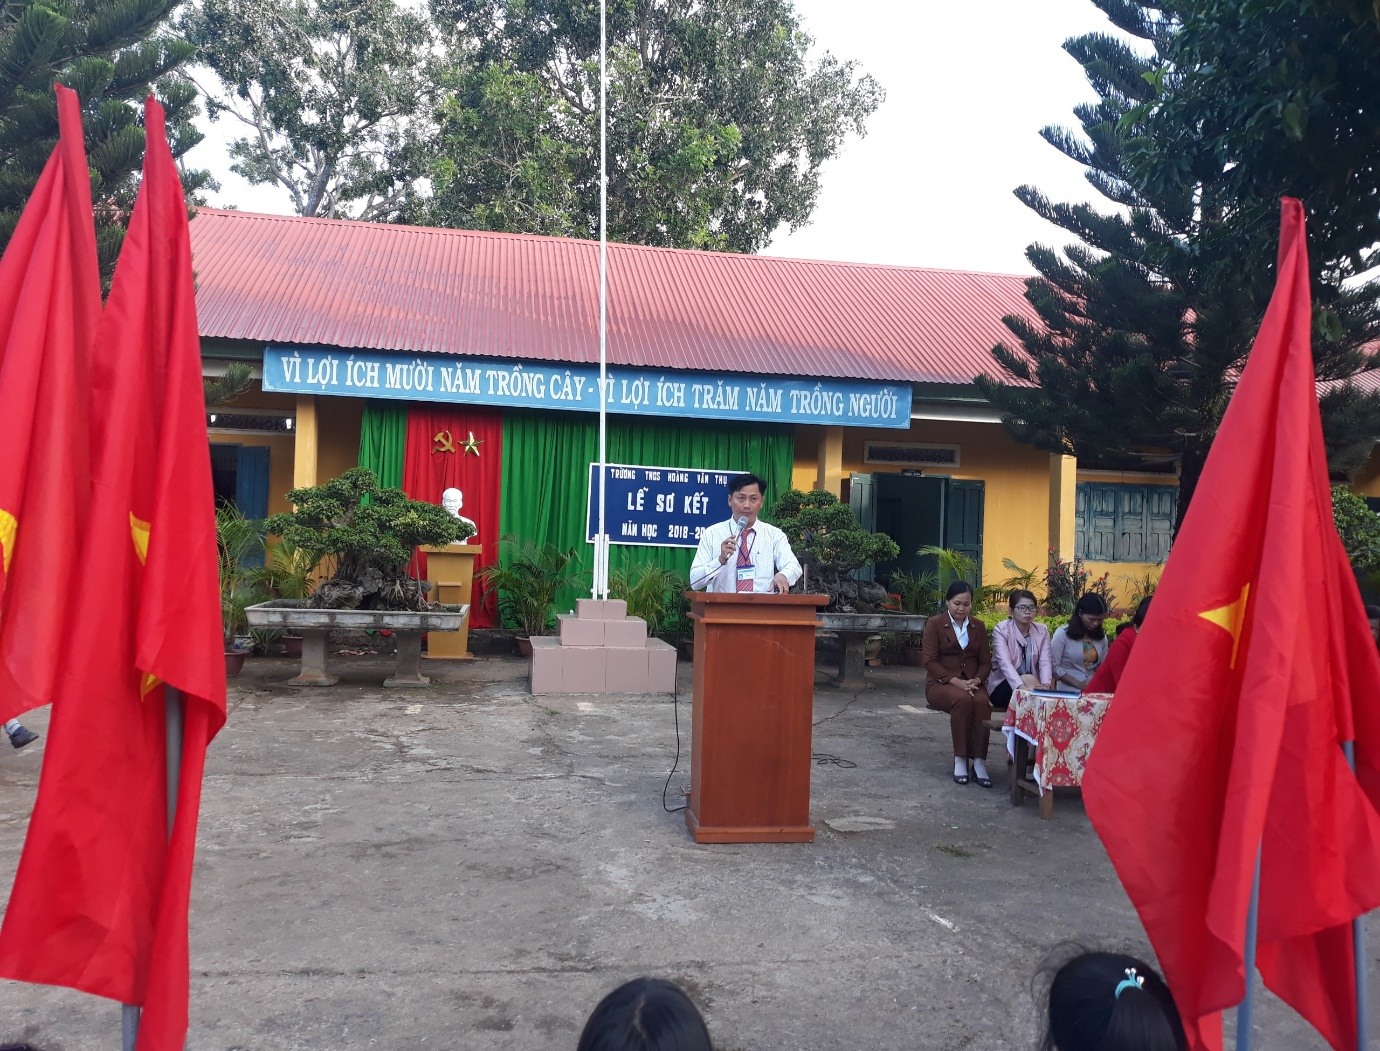 VÌ LỢI ÍCH MƯỜI NĂM TRỒNG CÂY - VÌ LỢI ÍCH TRĂM NĂM TRỒNG NGƯỜI
TRƯỜNG THCS HOÀNG VĂN THỤ
LỄ SƠ KẾT
NĂM HỌC 2018-20